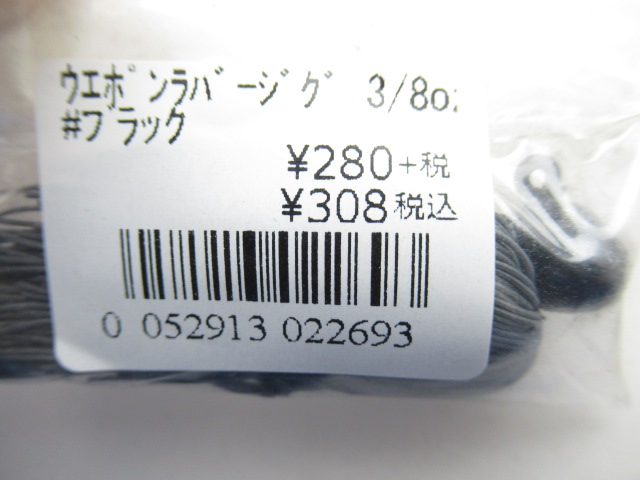 ｳｴﾎﾟﾝﾗﾊﾞｰｼﾞｸﾞ 3/8oz
#ブラック
¥280+税
¥308税込
0 052913 022693